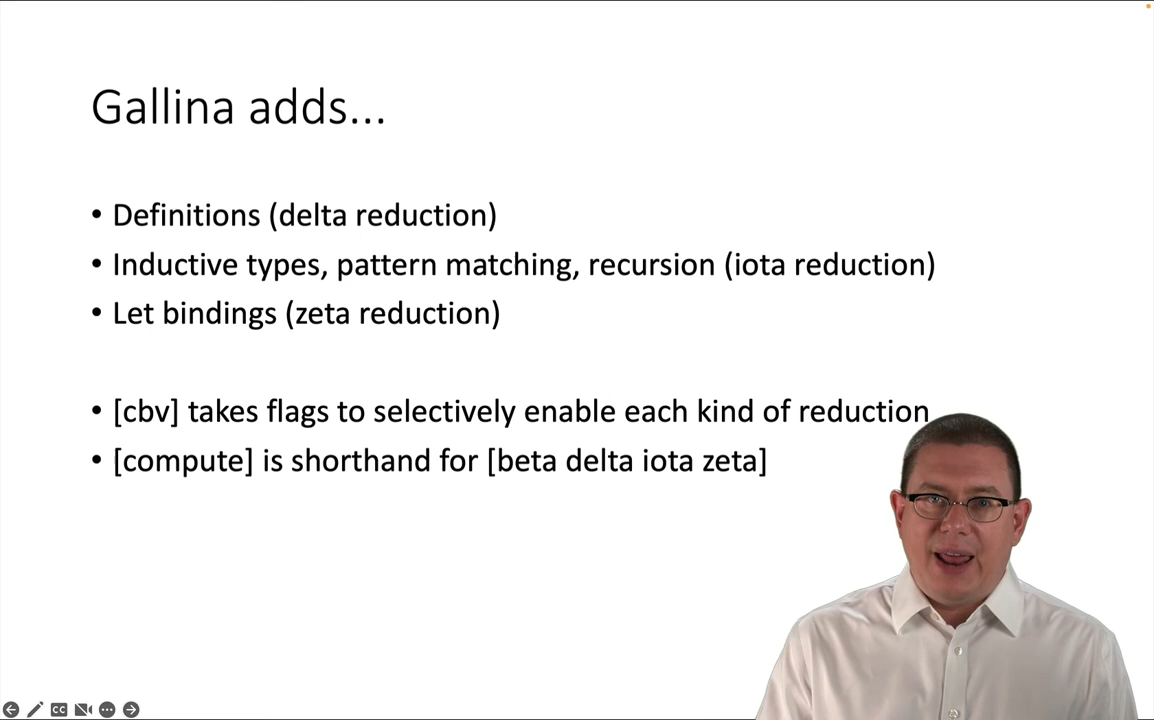 Gallina adds...
• Definitions (delta reduction)
• Inductive types, pattern matching, recursion (iota reduction)
• Let bindings (zeta reduction)
• [cbv] takes flags to selectively enable each kind of reduction
• [compute] is shorthand for [beta delta iota zeta]
CC